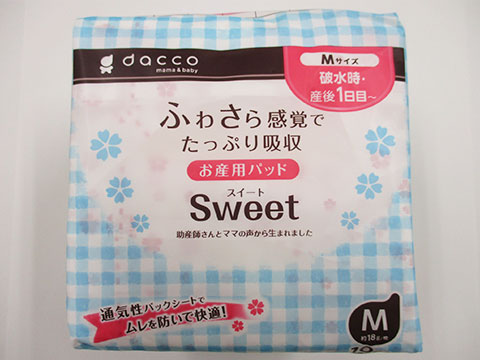 dacco
mama & baby
Mサイズ
破水時・
産後1日目〜
ふわさら感覚で
たっぷり吸収
お産用パッド
スイート
Sweet
助産師さんとママの声から生まれました
通気性バックシートで
ムレを防いで快適!
M